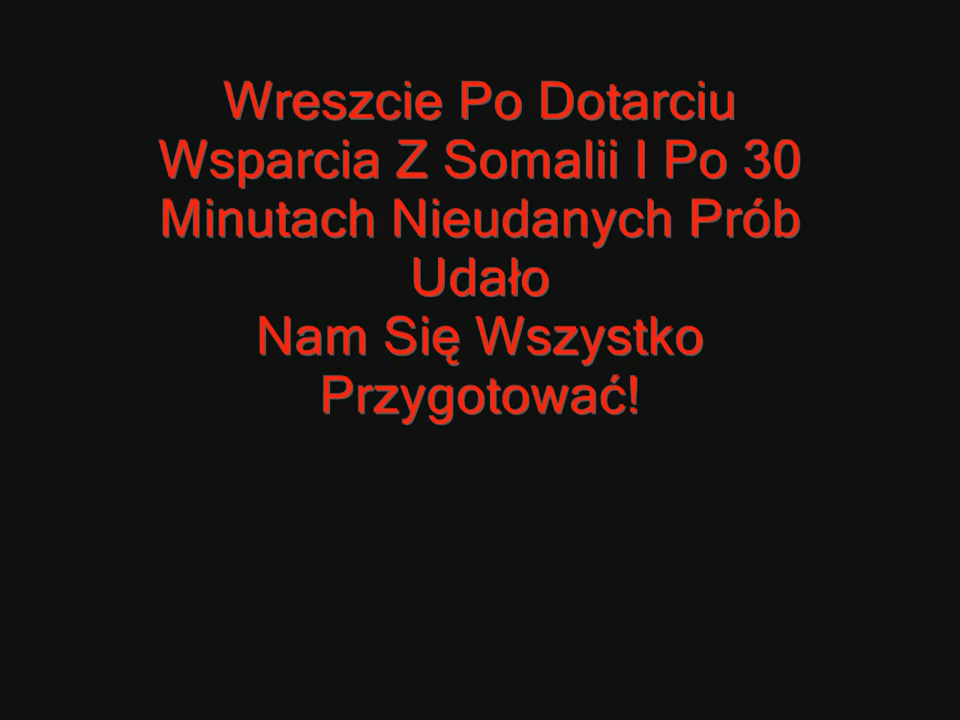 Wreszcie Po Dotarciu
Wsparcia Z Somalii I Po 30
Minutach Nieudanych Prób
Udało
Nam Się Wszystko
Przygotować!